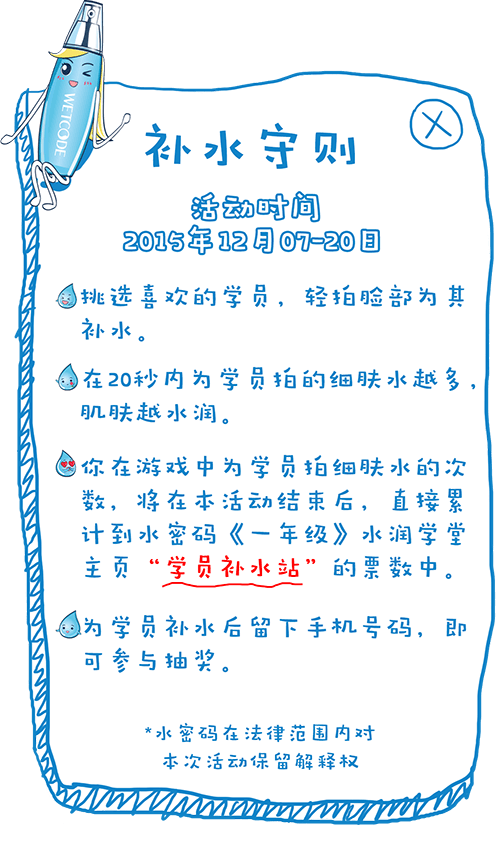 WETCODE
补水守则
活动时间
2015年12月07-20日
挑选喜欢的学员，轻拍脸部为其
补水。
在20秒内为学员拍的细肤水越多，
肌肤越水润。
你在游戏中为学员拍细肤水的次
数，将在本活动结束后，直接累
计到水密码《一年级》水润学堂
主页“学员补水站”的票数中。
为学员补水后留下手机号码，即
可参与抽奖。
*水密码在法律范围内对
本次活动保留解释权